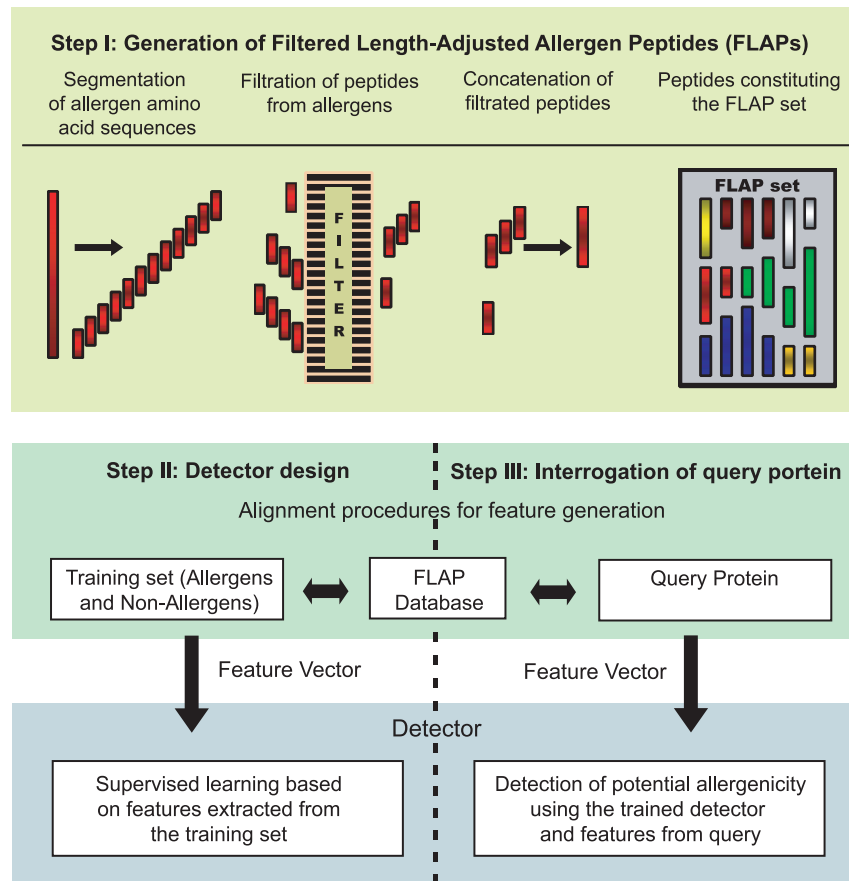 Step I: Generation of Filtered Length-Adjusted Allergen Peptides (FLAPs)
Segmentation
of allergen amino
acid sequences
Filtration of peptides
from allergens
Concatenation of
filtrated peptides
Peptides constituting
the FLAP set
FILTER
FLAP set
Step II: Detector design
Step III: Interrogation of query portein
Alignment procedures for feature generation
Training set (Allergens
and Non-Allergens)
FLAP
Database
Query Protein
Feature Vector
Feature Vector
Detector
Supervised learning based
on features extracted from
the training set
Detection of potential allergenicity
using the trained detector
and features from query